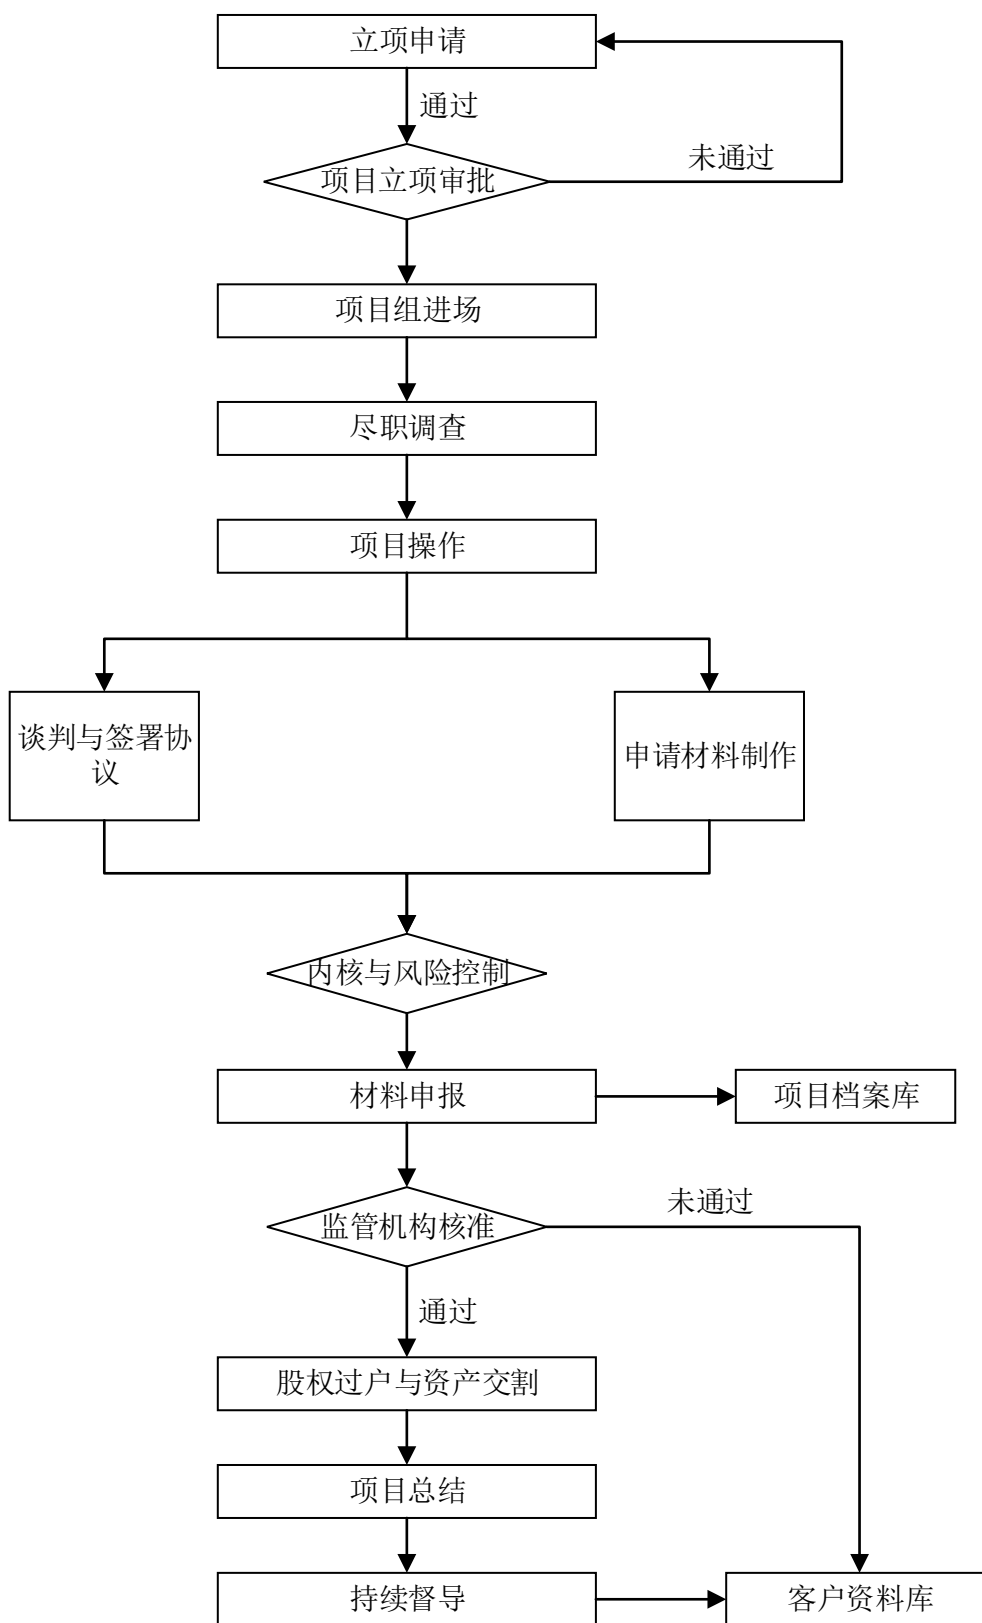 立项申请
通过
未通过
项目立项审批
项目组进场
尽职调查
项目操作
谈判与签署协
议
申请材料制作
内核与风险控制
材料申报
项目档案库
未通过
监管机构核准
通过
股权过户与资产交割
项目总结
持续督导
客户资料库